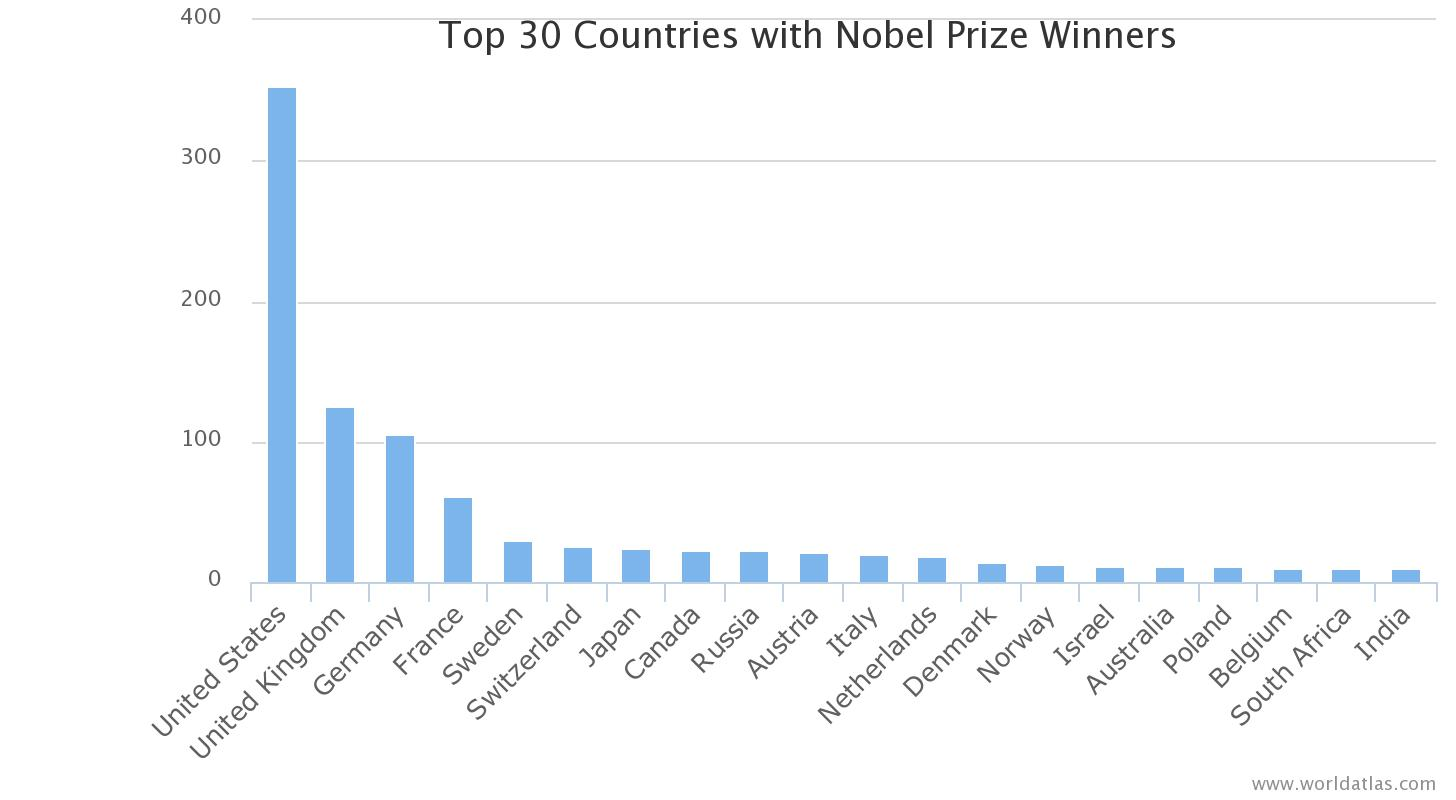 Top 30 Countries with Nobel Prize Winners
400
300
200
100
0
United States
United Kingdom
Germany
France
Sweden
Switzerland
Japan
Canada
Russia
Austria
Italy
Netherlands
Denmark
Norway
Israel
Australia
Poland
Belgium
South Africa
India
www.worldatlas.com